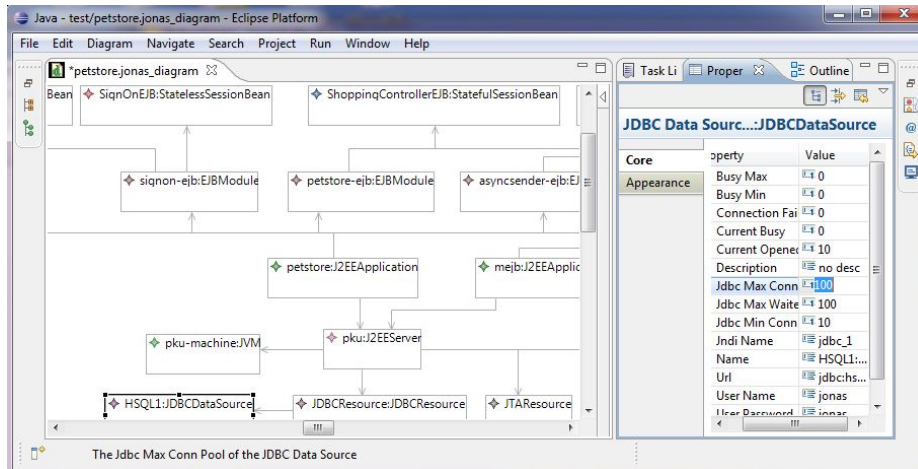 Java - test/petstore.jonas_diagram - Eclipse Platform
File Edit Diagram Navigate Search Project Run Window Help
*petstore.jonas_diagram
Task Li Proper Outline
Bean SignOnEJB:StatelessSessionBean ShoppingControllerEJB:StatefulSessionBean
JDBC Data Sourc...:JDBCDataSource
Core
Appearance
operty Value
Busy Max 0
Busy Min 0
Connection Fai 0
Current Busy 0
Current Opened 10
Description no desc
Jdbc Max Conn 100
Jdbc Max Waite 100
Jdbc Min Conn 10
Jndi Name jdbc_1
Name HSQL1:...
Url jdbc:hs...
User Name jonas
User Password jonas
signon-ejb:EJBModule petstore-ejb:EJBModule asyncsender-ejb:EJ
petstore:J2EEApplication mejb:J2EEApplic
pku-machine:JVM pku:J2EEServer
HSQL1:JDBCDataSource JDBCResource:JDBCResource JTAResource
The Jdbc Max Conn Pool of the JDBC Data Source